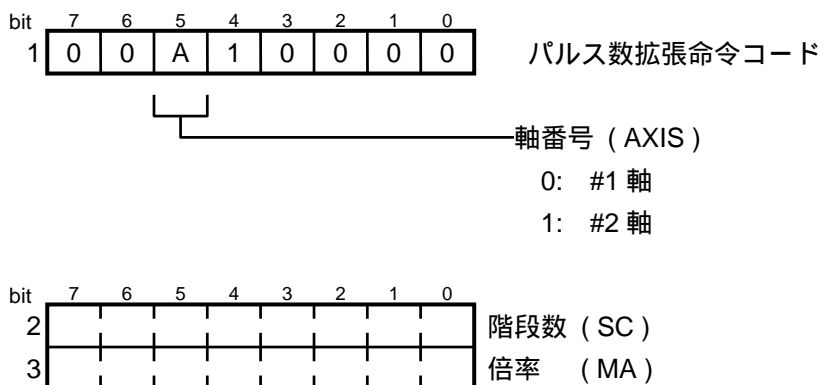 bit 7 6 5 4 3 2 1 0
1 0 0 A 1 0 0 0 0 パルス数拡張命令コード
軸番号 ( AXIS )
0: #1 軸
1: #2 軸
bit 7 6 5 4 3 2 1 0
2 階段数 ( SC )
3 倍率 ( MA )